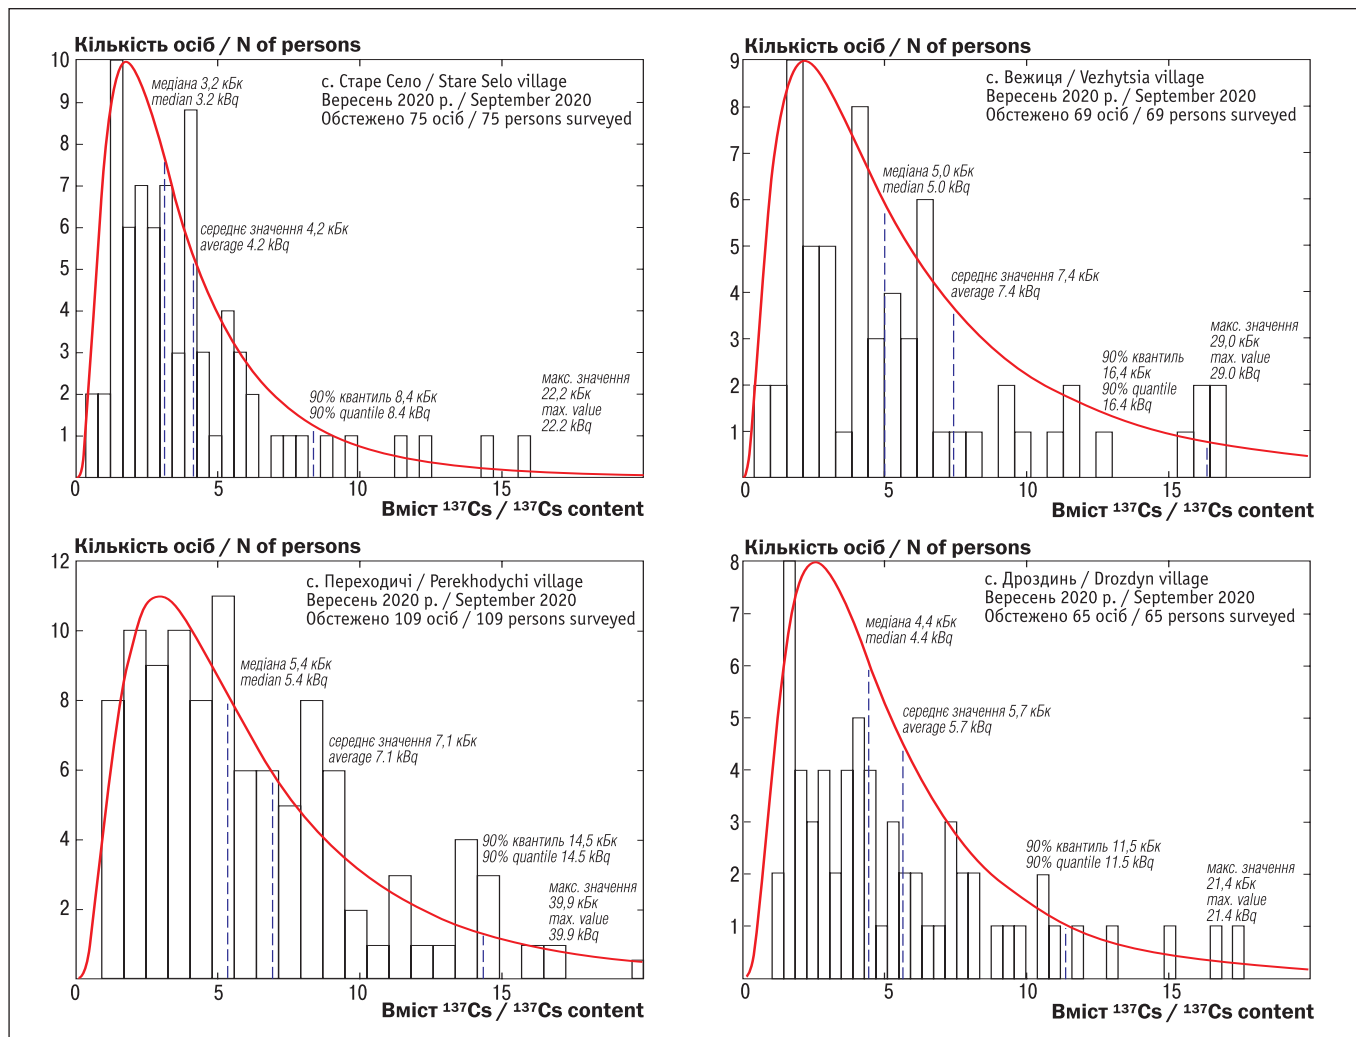 Кількість осіб / N of persons
10
9
8
7
6
5
4
3
2
1
медіана 3,2 кБк
median 3.2 kBq
с. Старе Село / Stare Selo village
Вересень 2020 р. / September 2020
Обстежено 75 осіб / 75 persons surveyed
середнє значення 4,2 кБк
average 4.2 kBq
90% квантиль 8,4 кБк
90% quantile 8.4 кBq
макс. значення
22,2 кБк
max. value
22.2 kBq
0 5 10 15
Вміст ¹³⁷Cs / ¹³⁷Cs content
Кількість осіб / N of persons
9
8
7
6
5
4
3
2
1
с. Вежиця / Vezhytsia village
Вересень 2020 р. / September 2020
Обстежено 69 осіб / 69 persons surveyed
медіана 5,0 кБк
median 5.0 kBq
середнє значення 7,4 кБк
average 7.4 kBq
90% квантиль
16,4 кБк
90% quantile
16.4 кBq
макс. значення
29,0 кБк
max. value
29.0 kBq
0 5 10 15
Вміст ¹³⁷Cs / ¹³⁷Cs content
Кількість осіб / N of persons
12
10
8
6
4
2
с. Переходичі / Perekhodychi village
Вересень 2020 р. / September 2020
Обстежено 109 осіб / 109 persons surveyed
медіана 5,4 кБк
median 5.4 kBq
середнє значення 7,1 кБк
average 7.1 kBq
90% квантиль 14,5 кБк
90% quantile 14.5 kBq
макс. значення
39,9 кБк
max. value
39.9 kBq
0 5 10 15
Вміст ¹³⁷Cs / ¹³⁷Cs content
Кількість осіб / N of persons
8
7
6
5
4
3
2
1
с. Дроздинь / Drozdyn village
Вересень 2020 р. / September 2020
Обстежено 65 осіб / 65 persons surveyed
медіана 4,4 кБк
median 4.4 kBq
середнє значення 5,7 кБк
average 5.7 kBq
90% квантиль 11,5 кБк
90% quantile 11.5 kBq
макс. значення
21,4 кБк
max. value
21.4 kBq
0 5 10 15
Вміст ¹³⁷Cs / ¹³⁷Cs content